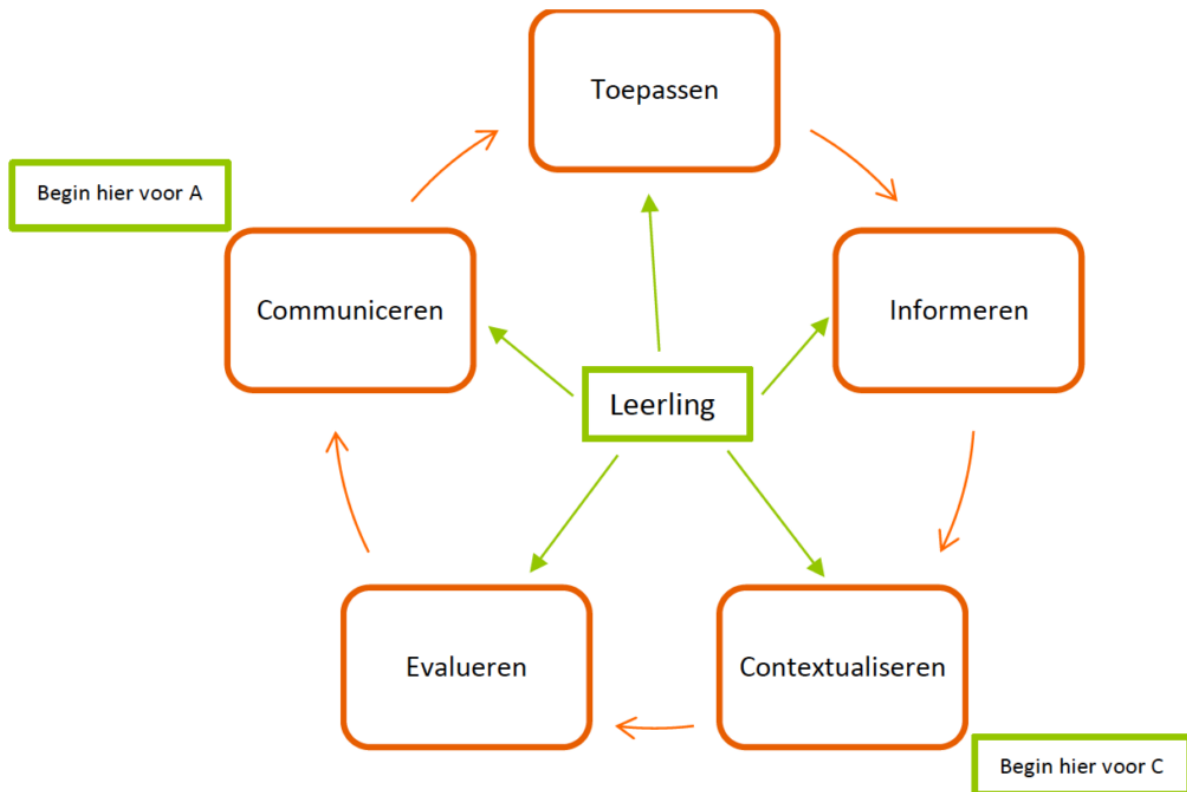 Toepassen
Begin hier voor A
Communiceren
Informeren
Leerling
Evalueren
Contextualiseren
Begin hier voor C